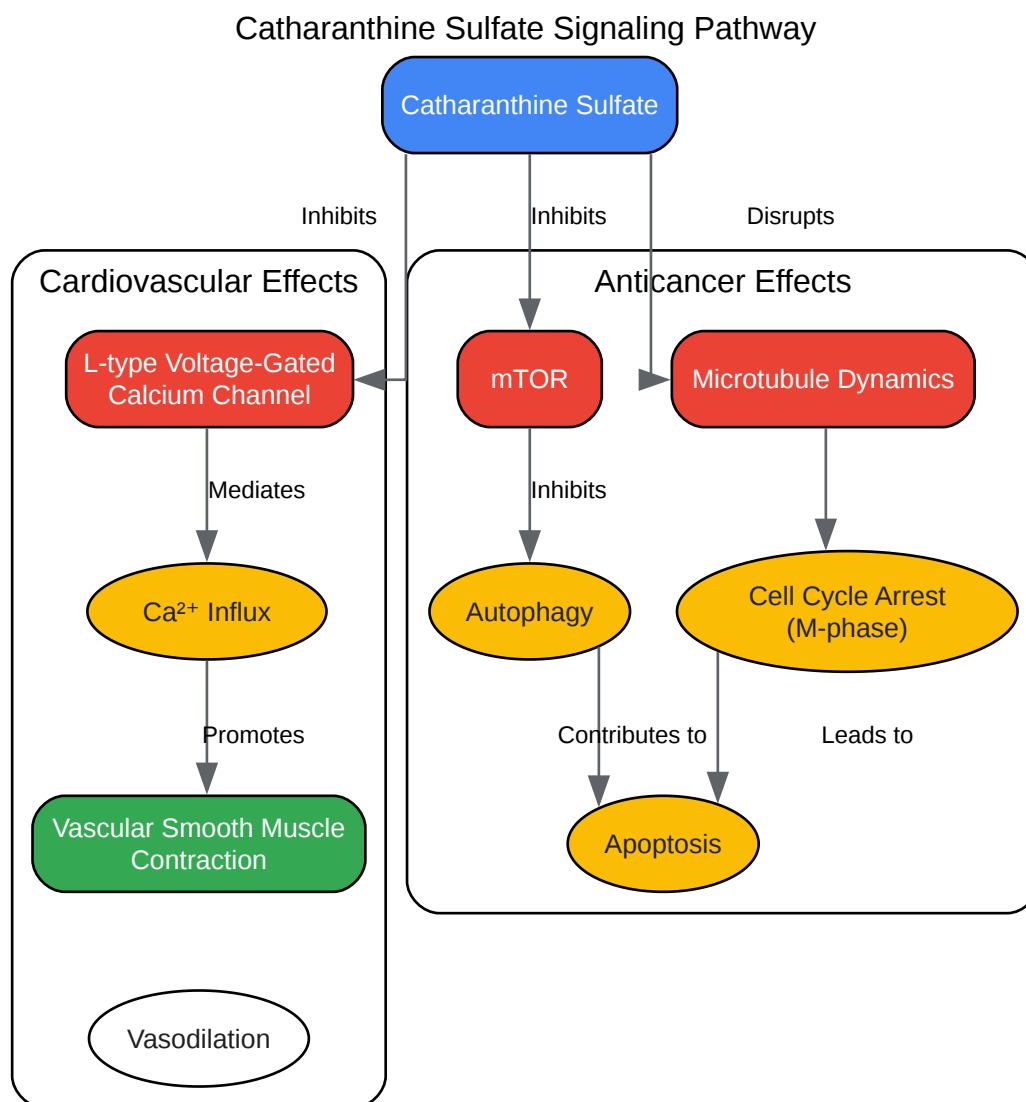 Catharanthine Sulfate Signaling Pathway
Catharanthine Sulfate
Inhibits
Inhibits
Disrupts
Cardiovascular Effects
Anticancer Effects
L-type Voltage-Gated
Calcium Channel
mTOR
Microtubule Dynamics
Mediates
Inhibits
Ca²⁺ Influx
Autophagy
Cell Cycle Arrest
(M-phase)
Promotes
Contributes to
Leads to
Vascular Smooth Muscle
Contraction
Apoptosis
Vasodilation